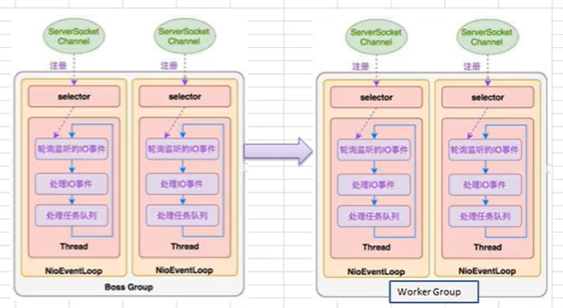 ServerSocket
Channel
ServerSocket
Channel
ServerSocket
Channel
ServerSocket
Channel
注册
注册
注册
注册
selector
selector
selector
selector
轮询监听的IO事件
轮询监听的IO事件
轮询监听的IO事件
轮询监听的IO事件
处理IO事件
处理IO事件
处理IO事件
处理IO事件
处理任务队列
处理任务队列
处理任务队列
处理任务队列
Thread
Thread
Thread
Thread
NioEventLoop
NioEventLoop
NioEventLoop
NioEventLoop
Boss Group
Worker Group